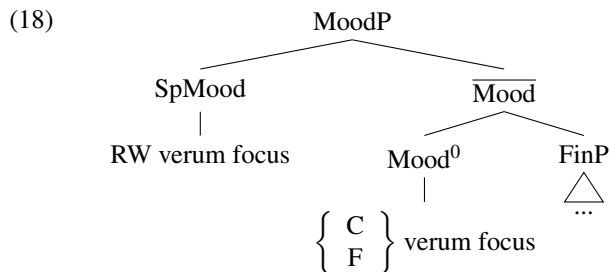 (18)
MoodP
SpMood Mood
RW verum focus Mood⁰ FinP
...
{ C F } verum focus